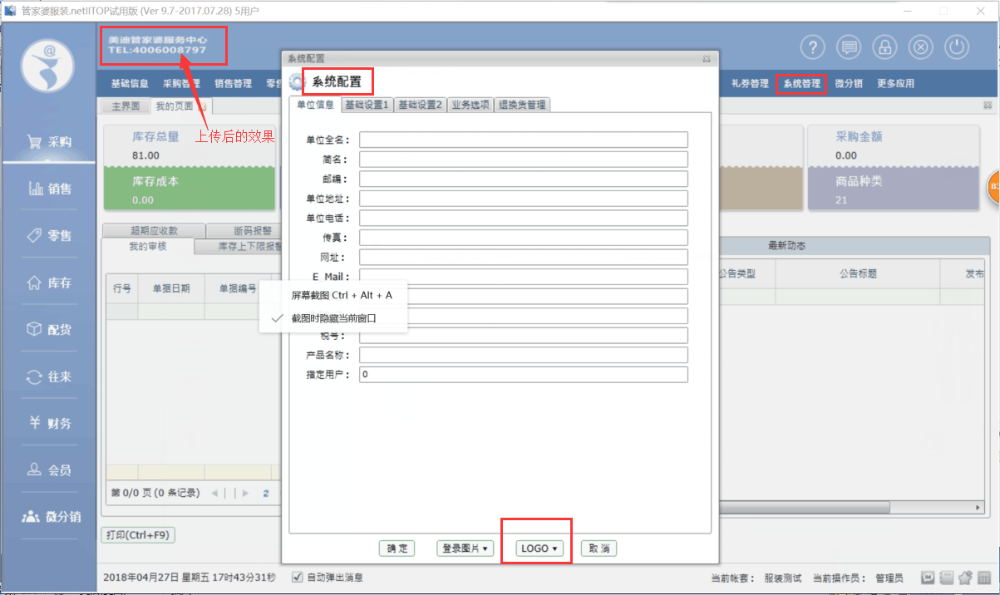 管家婆服装.netIITOP试用版 (Ver 9.7-2017.07.28) 5用户
美迪管家婆服务中心
TEL:4006008797
基础信息 采购管理 销售管理 零售
礼券管理 系统管理 微分销 更多应用
主界面 我的页面
上传后的效果
采购
销售
零售
库存
配货
往来
财务
会员
微分销
库存总量
81.00
库存成本
0.00
采购金额
0.00
商品种类
21
超期应收款 断码报警
我的审核 库存上下限报警
行号 单据日期 单据编号
第 0/0 页 (0 条记录)
打印(Ctrl+F9)
系统配置
系统配置
单位信息 基础设置1 基础设置2 业务选项 退换货管理
单位全名：
简名：
邮编：
单位地址：
单位电话：
传真：
网址：
E_Mail：
屏幕截图 Ctrl + Alt + A
截图时隐藏当前窗口
税号：
产品名称：
指定用户： 0
确 定 登录图片 LOGO 取 消
最新动态
公告类型 公告标题 发布
83
2018年04月27日 星期五 17时43分31秒 自动弹出消息
当前帐套： 服装测试 当前操作员： 管理员